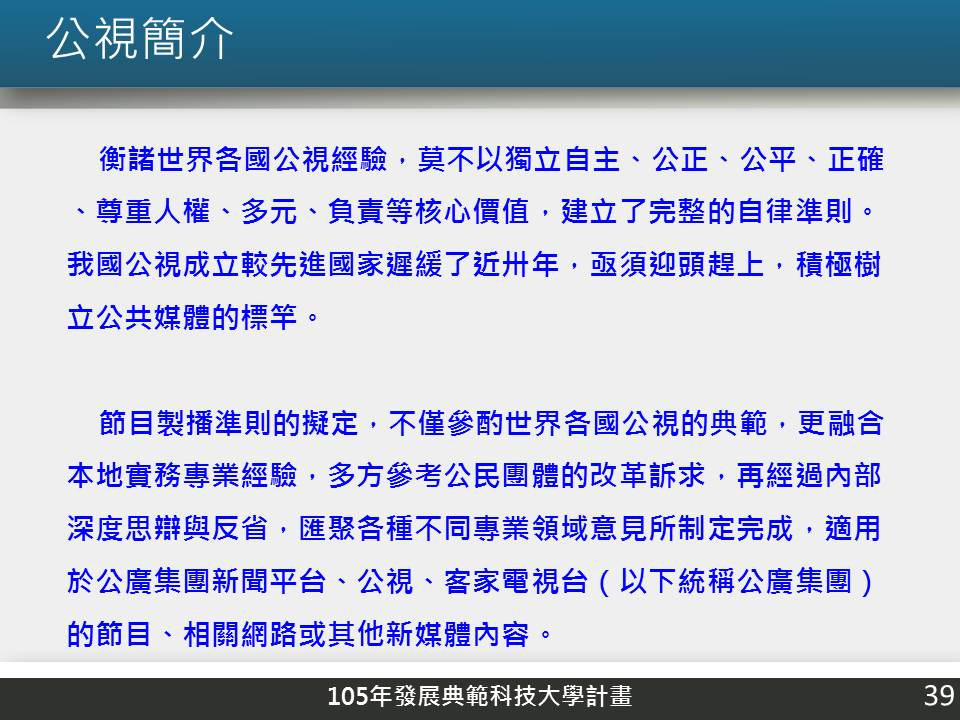 公視簡介
衡諸世界各國公視經驗，莫不以獨立自主、公正、公平、正確
、尊重人權、多元、負責等核心價值，建立了完整的自律準則。
我國公視成立較先進國家遲緩了近卅年，亟須迎頭趕上，積極樹
立公共媒體的標竿。
節目製播準則的擬定，不僅參酌世界各國公視的典範，更融合
本地實務專業經驗，多方參考公民團體的改革訴求，再經過內部
深度思辯與反省，匯聚各種不同專業領域意見所制定完成，適用
於公廣集團新聞平台、公視、客家電視台（以下統稱公廣集團）
的節目、相關網路或其他新媒體內容。
105年發展典範科技大學計畫
39